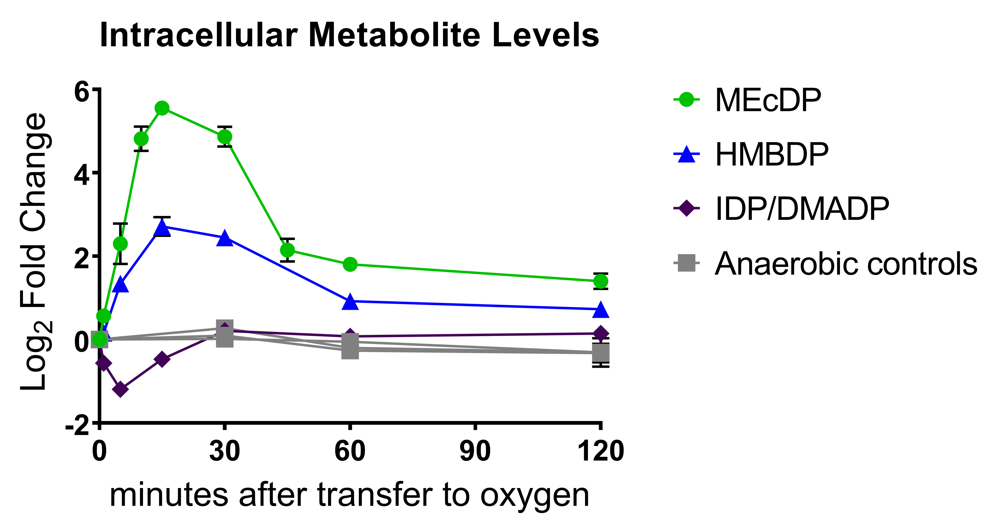 Intracellular Metabolite Levels
Log2 Fold Change
6
4
2
0
-2
0 30 60 90 120
minutes after transfer to oxygen
MEcDP
HMBDP
IDP/DMADP
Anaerobic controls